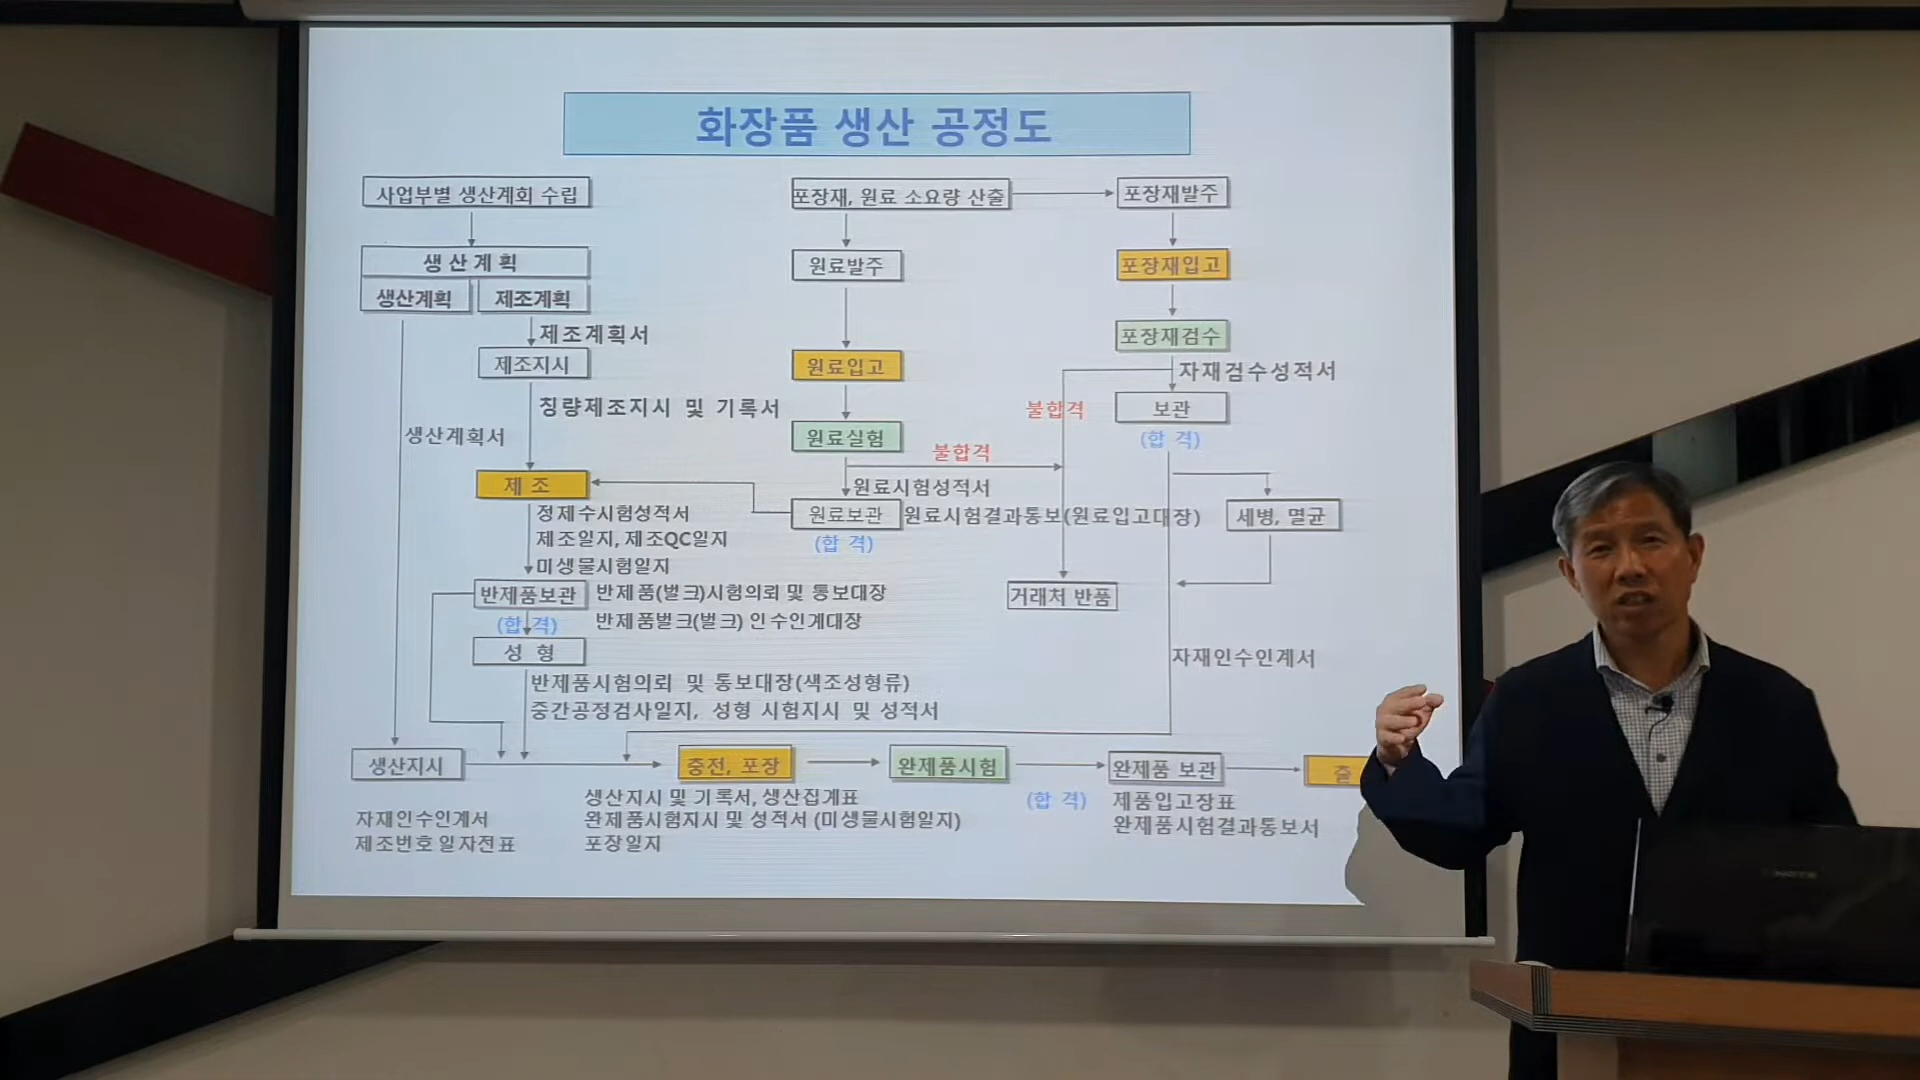 화장품 생산 공정도
사업부별 생산계회 수립
포장재, 원료 소요량 산출
포장재발주
생 산 계 획
원료발주
포장재입고
생산계획
제조계획
제조계획서
포장재검수
제조지시
원료입고
자재검수성적서
칭량제조지시 및 기록서
불합격
보관
생산계획서
원료실험
(합 격)
불합격
제 조
원료시험성적서
정제수시험성적서
원료보관
원료시험결과통보(원료입고대장)
세병, 멸균
제조일지, 제조QC일지
(합 격)
미생물시험일지
반제품보관
반제품(벌크)시험의뢰 및 통보대장
거래처 반품
(합 격)
반제품벌크(벌크) 인수인계대장
성 형
자재인수인계서
반제품시험의뢰 및 통보대장(색조성형류)
중간공정검사일지, 성형 시험지시 및 성적서
생산지시
충전, 포장
완제품시험
완제품 보관
출
생산지시 및 기록서, 생산집계표
(합 격)
제품입고장표
자재인수인계서
완제품시험지시 및 성적서 (미생물시험일지)
완제품시험결과통보서
제조번호 일자전표
포장일지